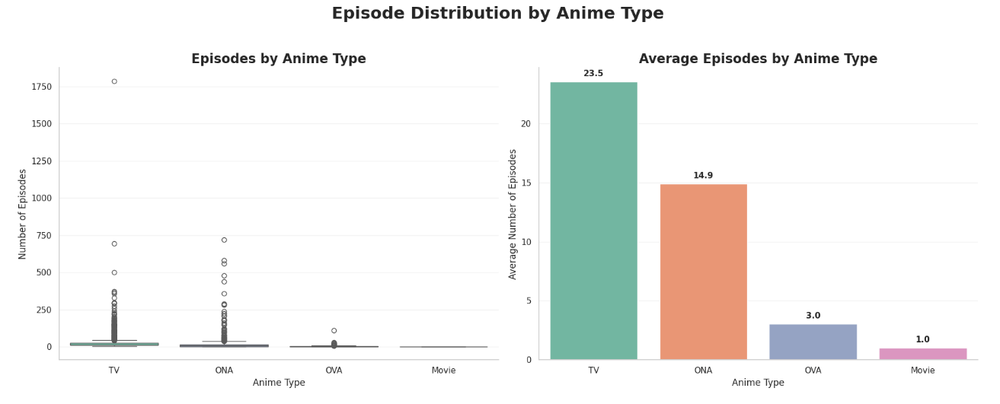 Episode Distribution by Anime Type
Episodes by Anime Type
Number of Episodes
1750
1500
1250
1000
750
500
250
0
TV
ONA
OVA
Movie
Anime Type
Average Episodes by Anime Type
Average Number of Episodes
20
15
10
5
0
23.5
14.9
3.0
1.0
TV
ONA
OVA
Movie
Anime Type